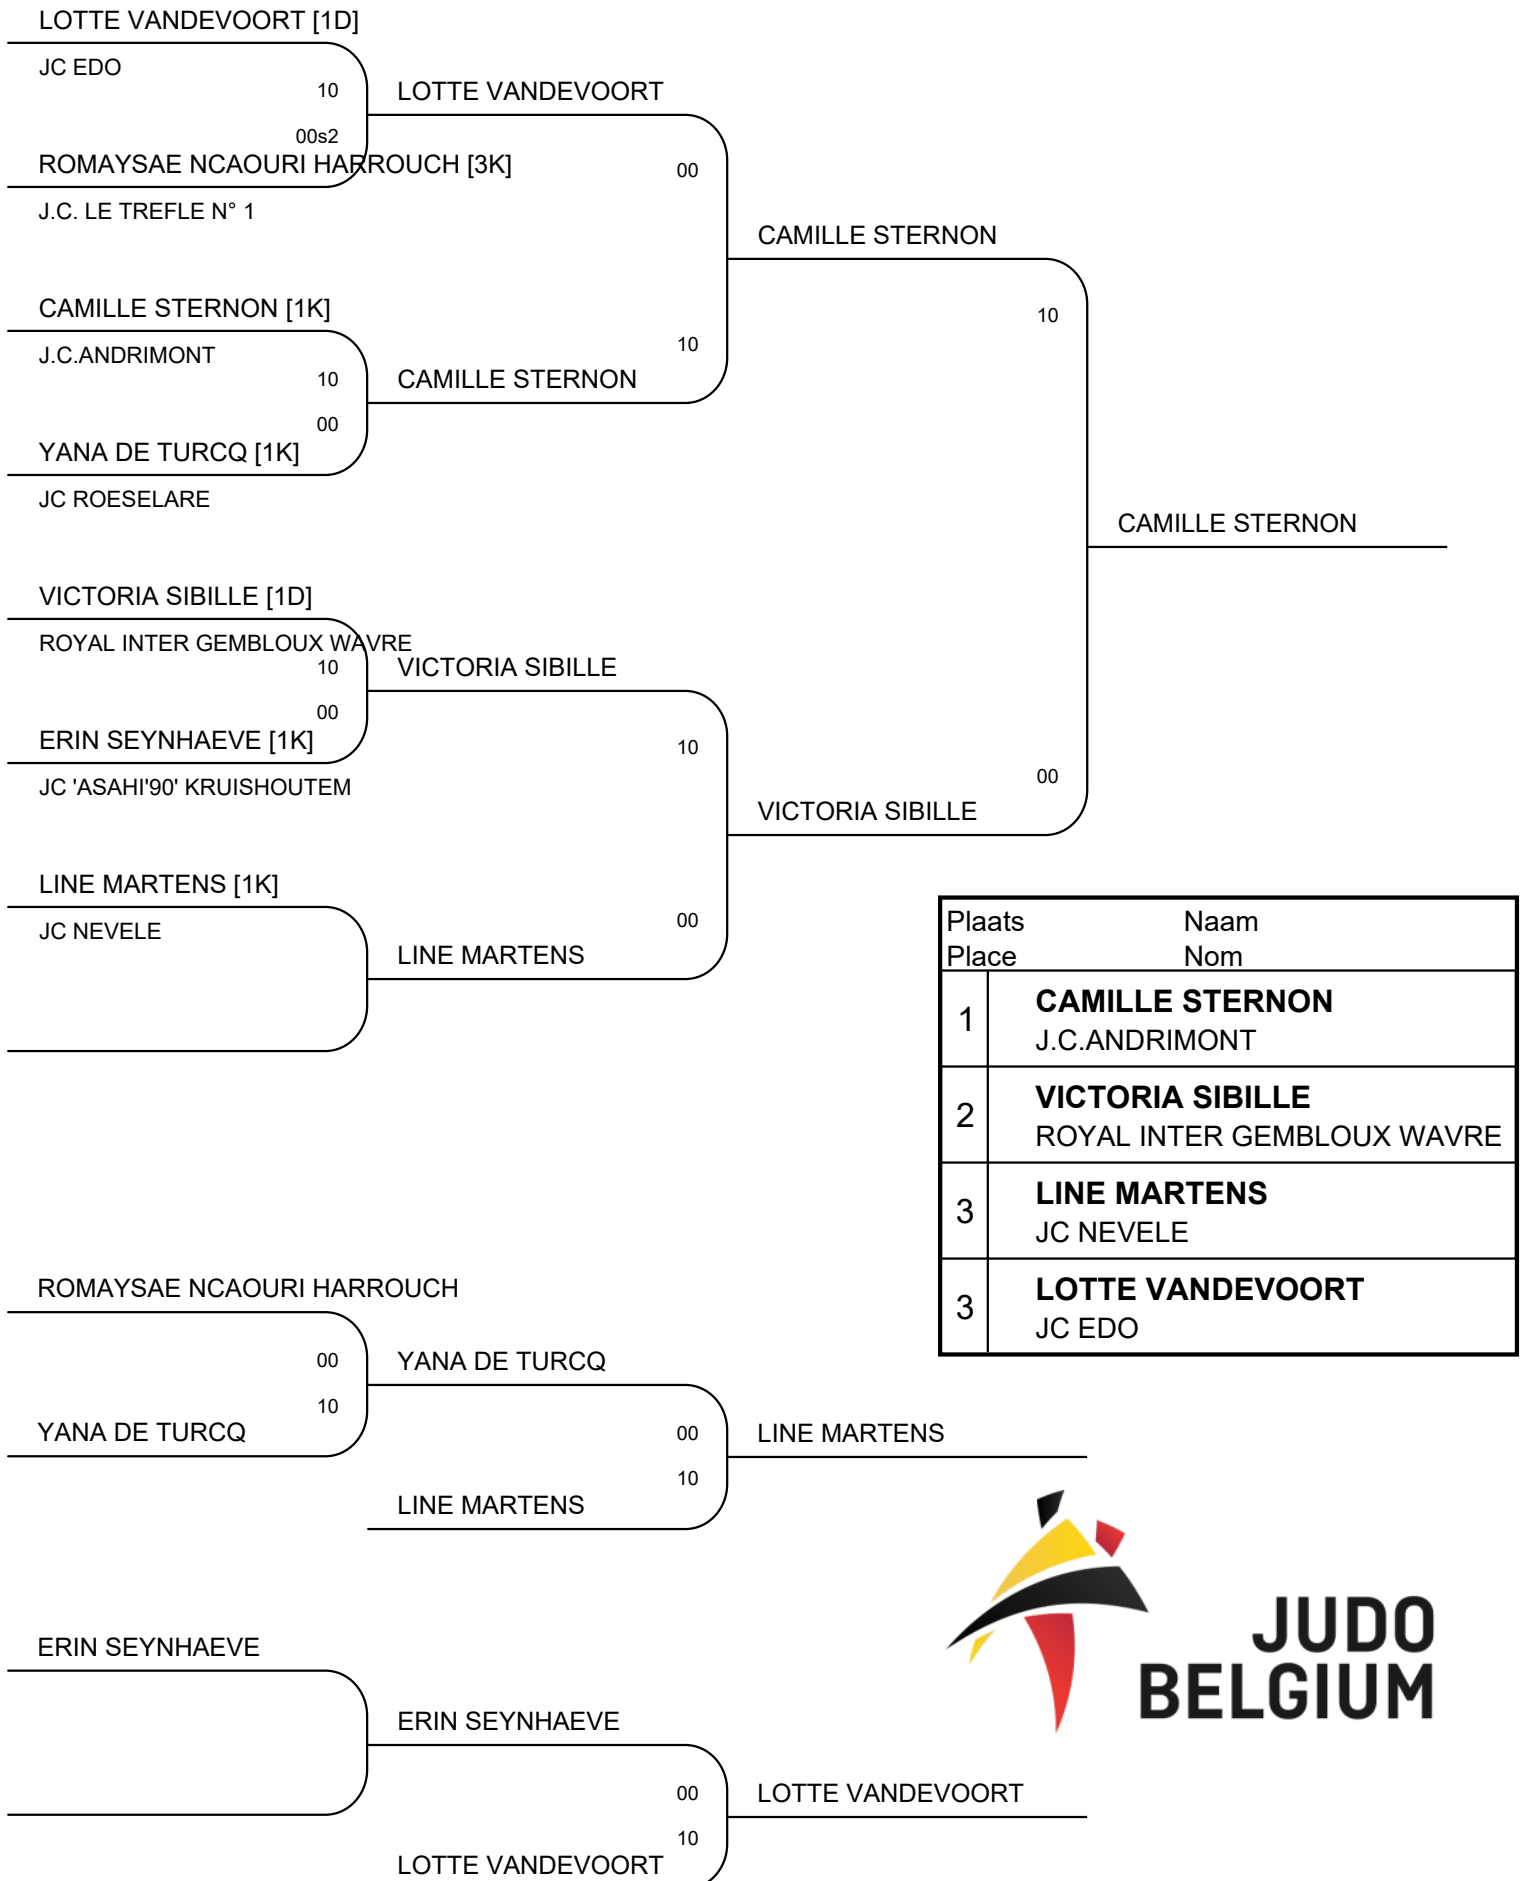 LOTTE VANDEVOORT [1D]
JC EDO
10
LOTTE VANDEVOORT
00s2
ROMAYSAE NCAOURI HARROUCH [3K]
00
J.C. LE TREFLE N° 1
CAMILLE STERNON
CAMILLE STERNON [1K]
10
J.C.ANDRIMONT
10
10
CAMILLE STERNON
00
YANA DE TURCQ [1K]
JC ROESELARE
CAMILLE STERNON
VICTORIA SIBILLE [1D]
ROYAL INTER GEMBLOUX WAVRE
10
VICTORIA SIBILLE
00
ERIN SEYNHAEVE [1K]
10
JC 'ASAHI'90' KRUISHOUTEM
00
VICTORIA SIBILLE
LINE MARTENS [1K]
JC NEVELE
00
LINE MARTENS
Plaats Naam
Place Nom
1 CAMILLE STERNON
J.C.ANDRIMONT
2 VICTORIA SIBILLE
ROYAL INTER GEMBLOUX WAVRE
3 LINE MARTENS
JC NEVELE
3 LOTTE VANDEVOORT
JC EDO
ROMAYSAE NCAOURI HARROUCH
00
YANA DE TURCQ
10
YANA DE TURCQ
00
LINE MARTENS
10
LINE MARTENS
JUDO
BELGIUM
ERIN SEYNHAEVE
ERIN SEYNHAEVE
00
LOTTE VANDEVOORT
10
LOTTE VANDEVOORT